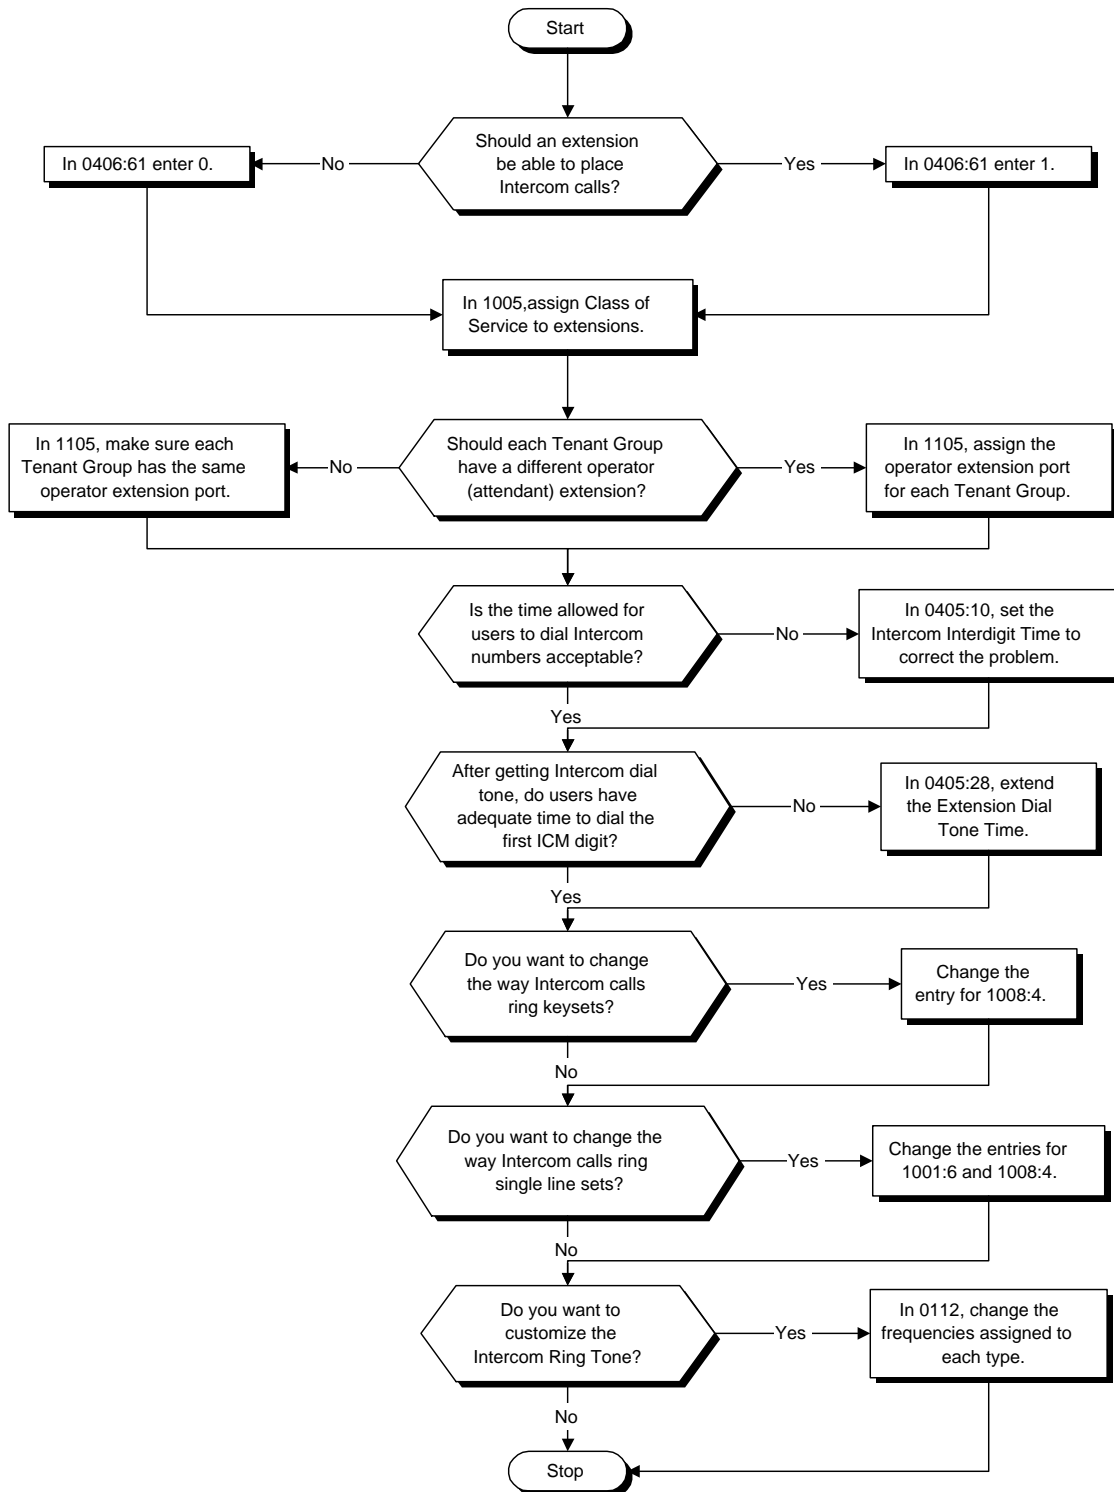 Start
Should an extension
be able to place
Intercom calls?
No
Yes
In 0406:61 enter 0.
In 0406:61 enter 1.
In 1005,assign Class of
Service to extensions.
Should each Tenant Group
have a different operator
(attendant) extension?
No
Yes
In 1105, make sure each
Tenant Group has the same
operator extension port.
In 1105, assign the
operator extension port
for each Tenant Group.
Is the time allowed for
users to dial Intercom
numbers acceptable?
No
In 0405:10, set the
Intercom Interdigit Time to
correct the problem.
Yes
After getting Intercom dial
tone, do users have
adequate time to dial the
first ICM digit?
No
In 0405:28, extend
the Extension Dial
Tone Time.
Yes
Do you want to change
the way Intercom calls
ring keysets?
Yes
Change the
entry for 1008:4.
No
Do you want to change the
way Intercom calls ring
single line sets?
Yes
Change the entries for
1001:6 and 1008:4.
No
Do you want to
customize the
Intercom Ring Tone?
Yes
In 0112, change the
frequencies assigned to
each type.
No
Stop